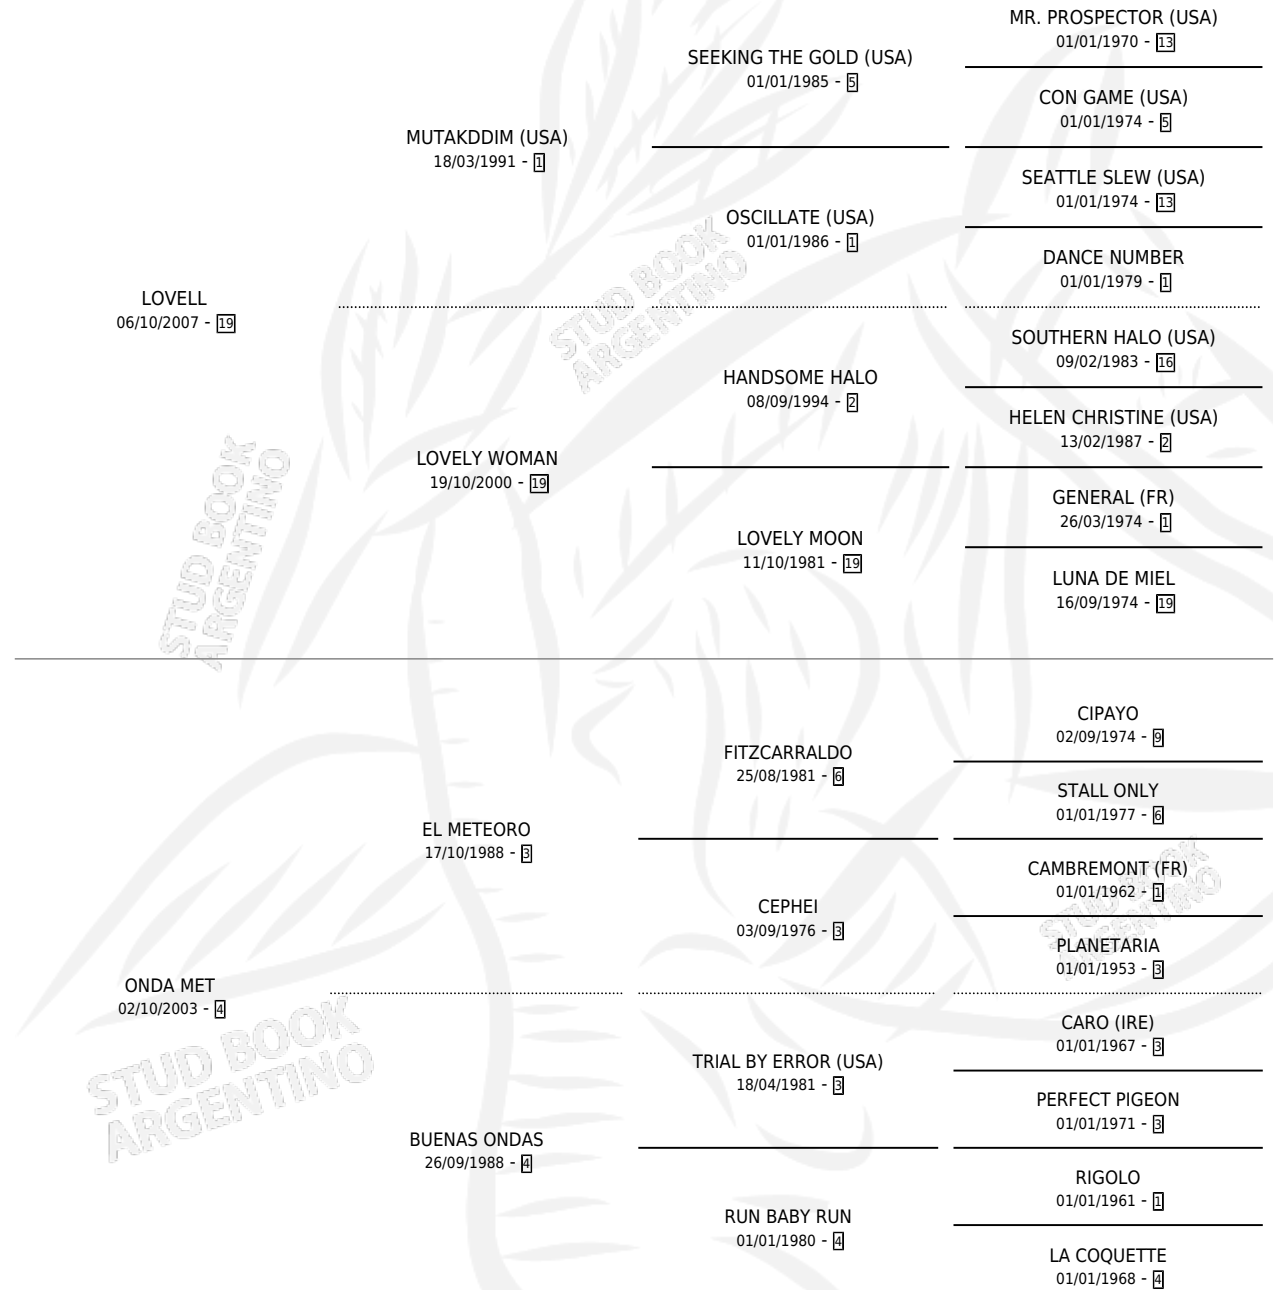 MR. PROSPECTOR (USA)
01/01/1970 - 13
SEEKING THE GOLD (USA)
01/01/1985 - 5
CON GAME (USA)
01/01/1974 - 5
MUTAKDDIM (USA)
18/03/1991 - 1
SEATTLE SLEW (USA)
01/01/1974 - 13
OSCILLATE (USA)
01/01/1986 - 1
DANCE NUMBER
01/01/1979 - 1
LOVELL
06/10/2007 - 19
SOUTHERN HALO (USA)
09/02/1983 - 16
HANDSOME HALO
08/09/1994 - 2
HELEN CHRISTINE (USA)
13/02/1987 - 2
LOVELY WOMAN
19/10/2000 - 19
GENERAL (FR)
26/03/1974 - 1
LOVELY MOON
11/10/1981 - 19
LUNA DE MIEL
16/09/1974 - 19
CIPAYO
02/09/1974 - 9
FITZCARRALDO
25/08/1981 - 6
STALL ONLY
01/01/1977 - 6
EL METEORO
17/10/1988 - 3
CAMBREMONT (FR)
01/01/1962 - 1
CEPHEI
03/09/1976 - 3
PLANETARIA
01/01/1953 - 3
ONDA MET
02/10/2003 - 4
CARO (IRE)
01/01/1967 - 3
TRIAL BY ERROR (USA)
18/04/1981 - 3
PERFECT PIGEON
01/01/1971 - 3
BUENAS ONDAS
26/09/1988 - 4
RIGOLO
01/01/1961 - 1
RUN BABY RUN
01/01/1980 - 4
LA COQUETTE
01/01/1968 - 4
STUD BOOK
ARGENTINO
STUD BOOK
ARGENTINO
STUD BOOK
ARGENTINO
STUD BOOK
ARGENTINO